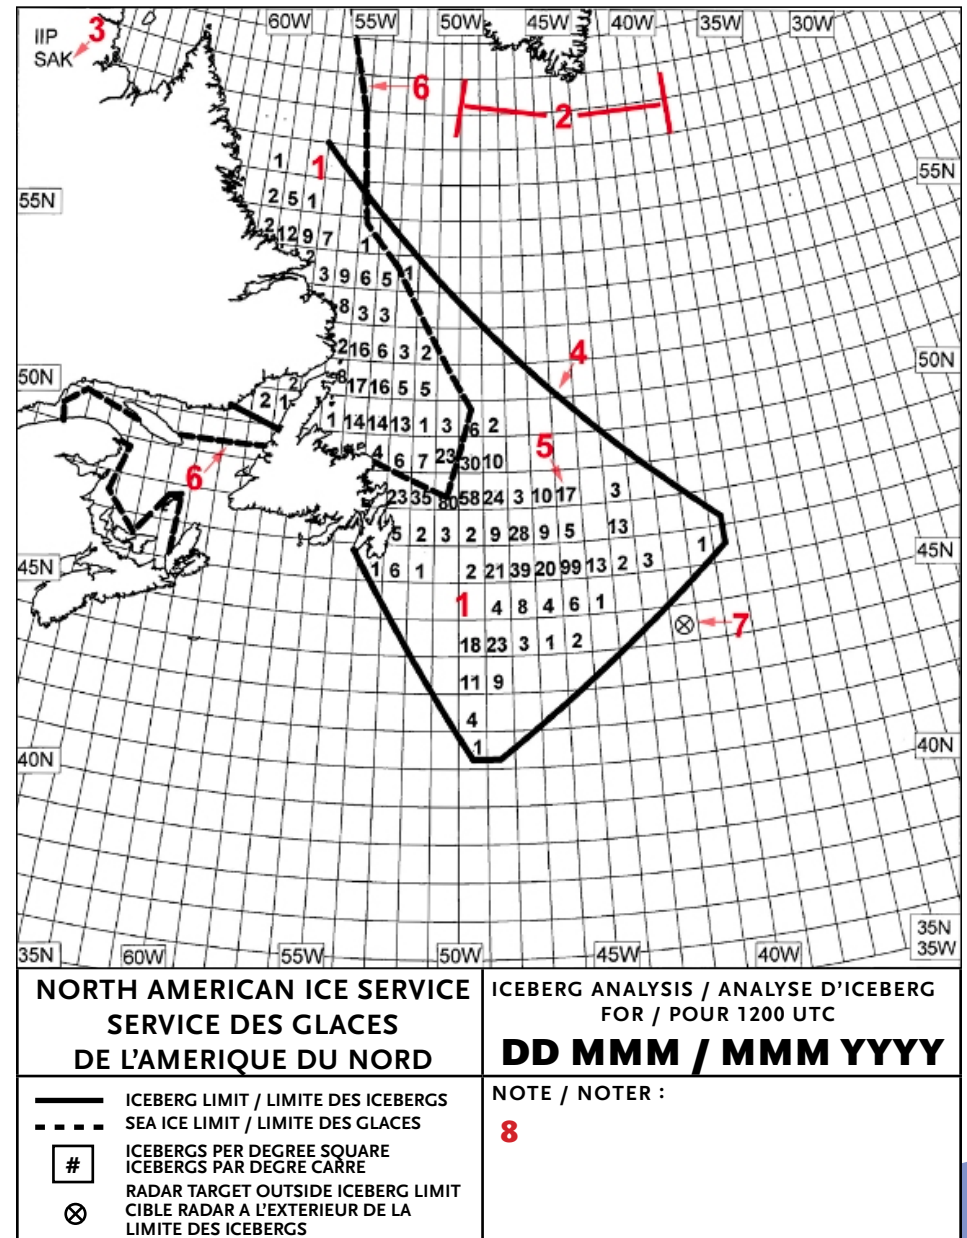 60W 55W 50W 45W 40W 35W 30W
IIP 3
SAK
6
2
1 1
55N
55N
2 5 1
2 12 9 7 1
2
3 9 6 5 1
8 3 3
2 16 6 3 2 4
50N
50N
2 8 17 16 5 5
2 1
1 14 14 13 1 3 6 2
5
4 6 7 23 30 10
6
23 35 80 58 24 3 10 17 3
5 2 3 2 9 28 9 5 13
1
45N
45N
1 6 1 2 21 39 20 99 13 2 3
1 4 8 4 6 1
7
18 23 3 1 2
11 9
4
1
40N
40N
35N 60W 55W 50W 45W 40W 35N
35W
NORTH AMERICAN ICE SERVICE
SERVICE DES GLACES
DE L'AMERIQUE DU NORD
ICEBERG ANALYSIS / ANALYSE D'ICEBERG
FOR / POUR 1200 UTC
DD MMM / MMM YYYY
ICEBERG LIMIT / LIMITE DES ICEBERGS
SEA ICE LIMIT / LIMITE DES GLACES
# ICEBERGS PER DEGREE SQUARE
ICEBERGS PAR DEGRE CARRE
RADAR TARGET OUTSIDE ICEBERG LIMIT
CIBLE RADAR A L'EXTERIEUR DE LA
LIMITE DES ICEBERGS
NOTE / NOTER :
8